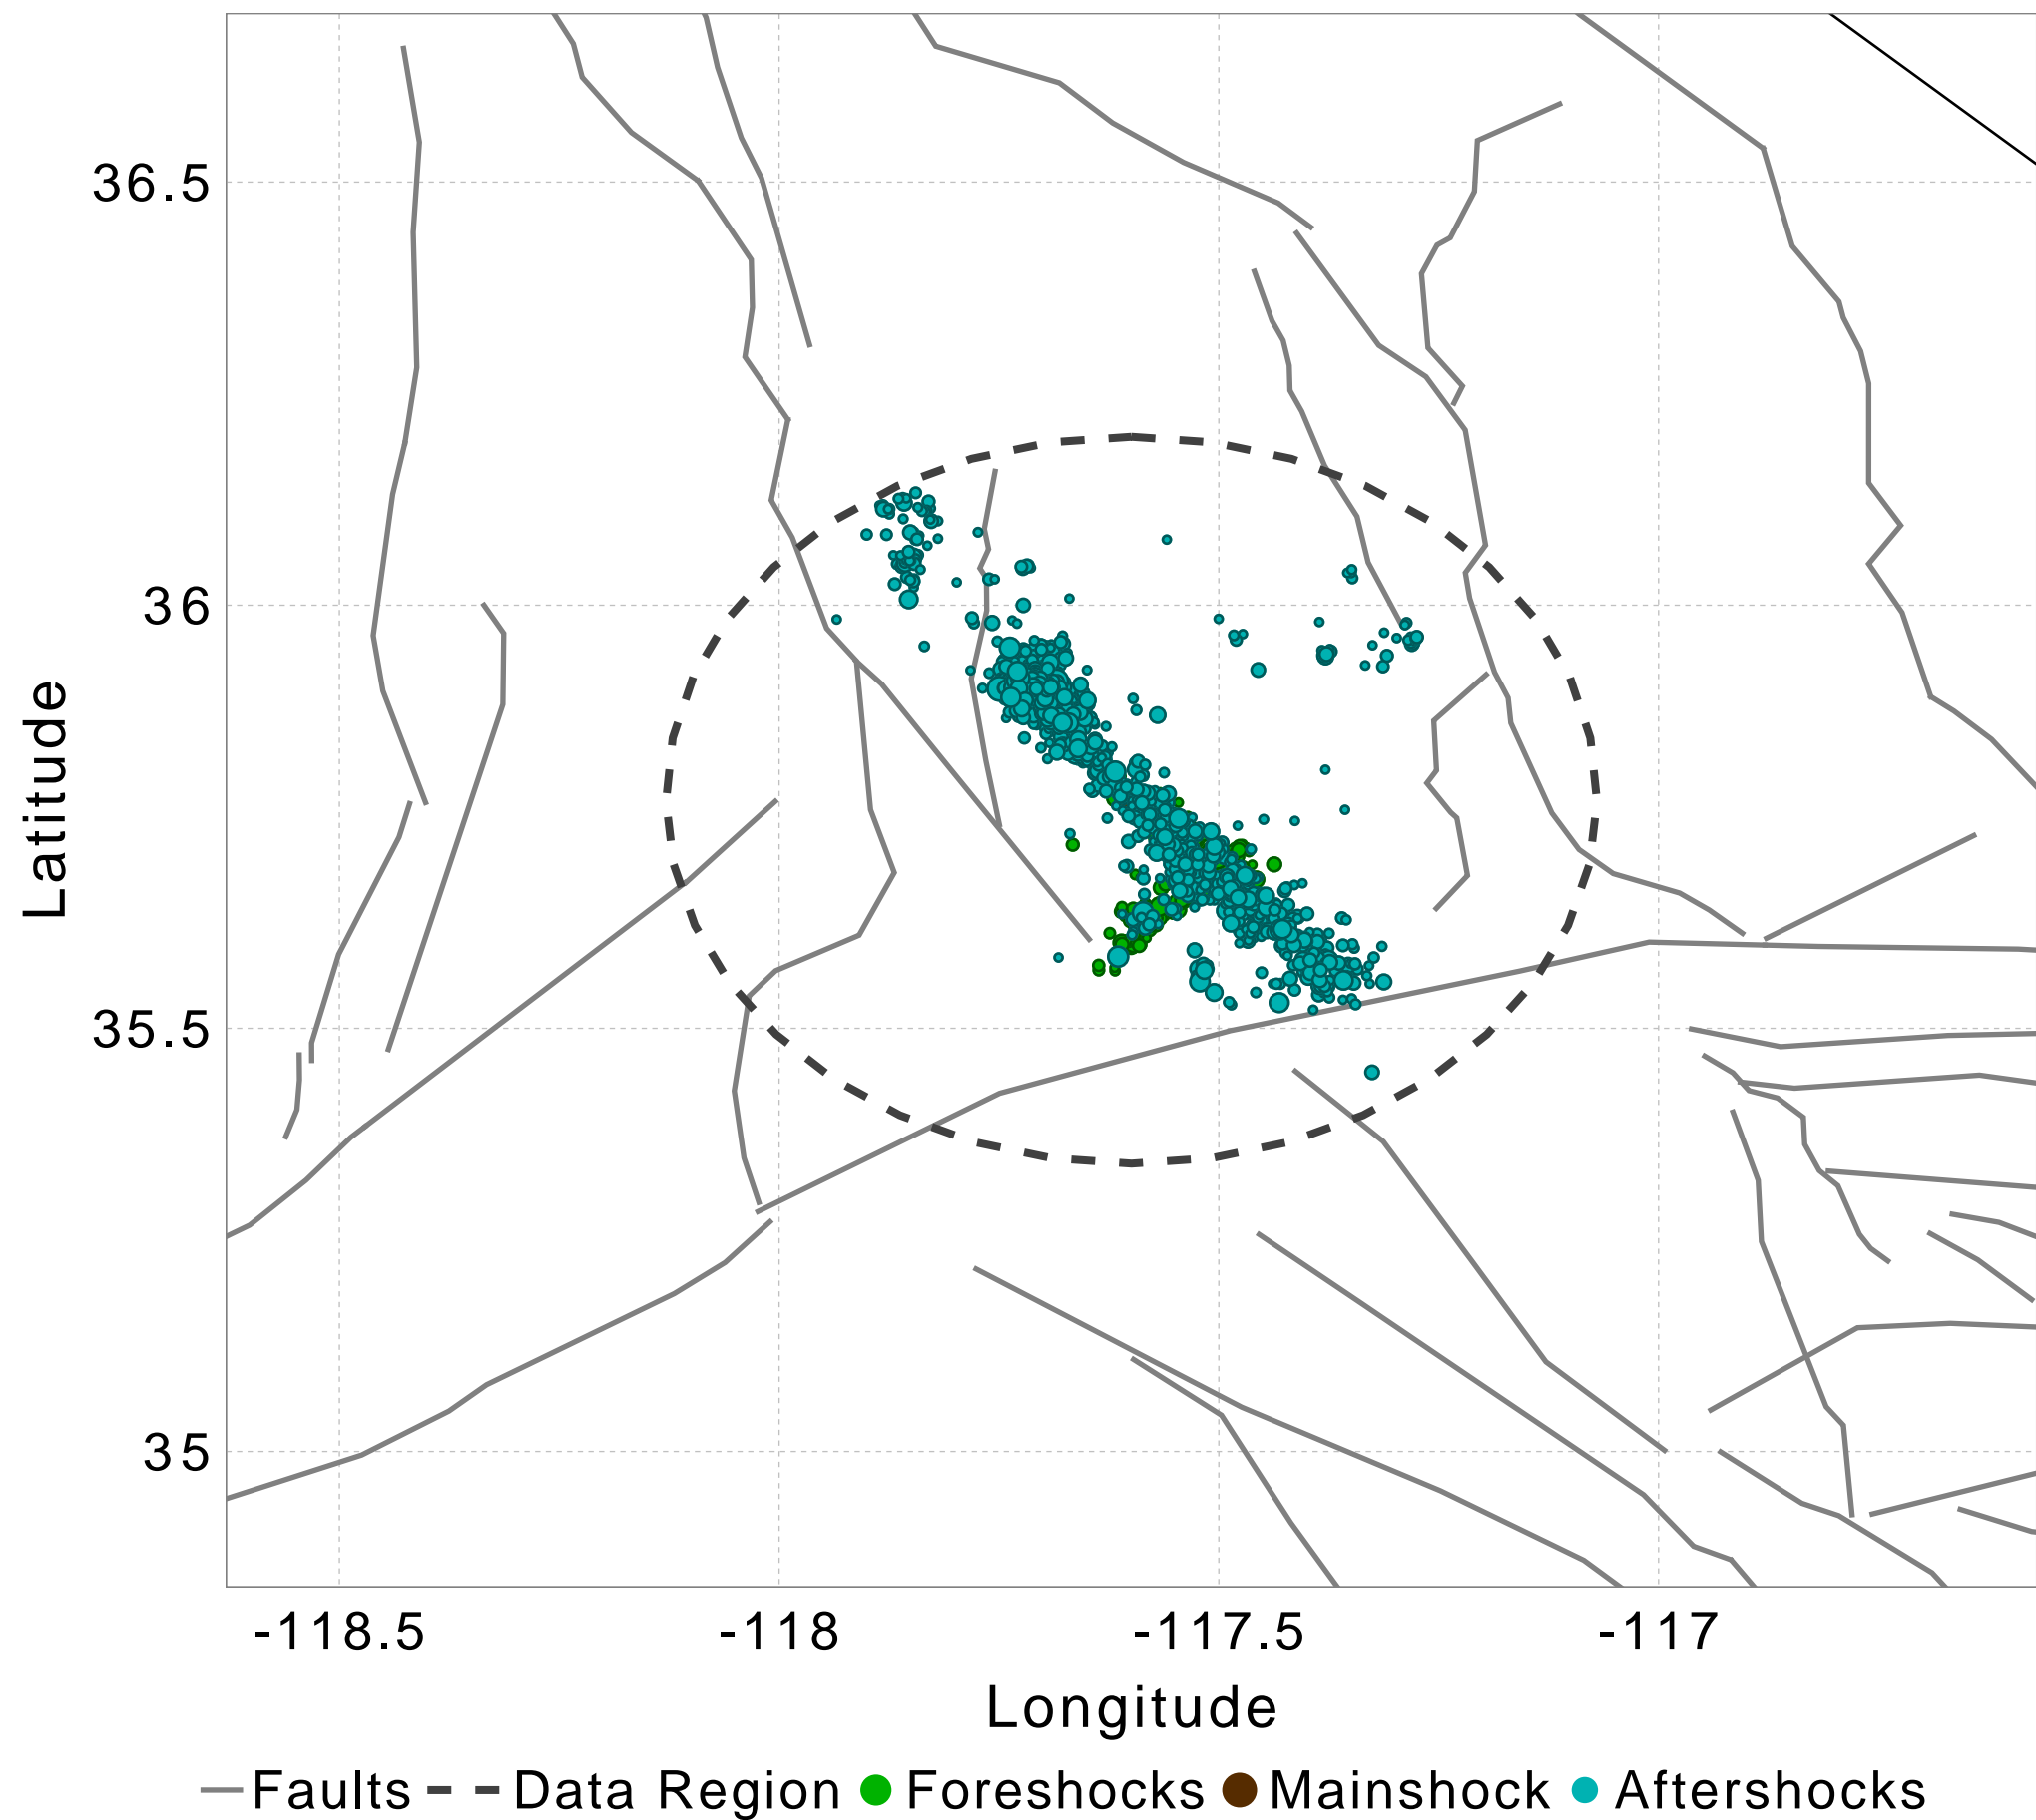 36.5
36
35.5
35
Latitude
-118.5 -118 -117.5 -117
Longitude
Faults Data Region Foreshocks Mainshock Aftershocks